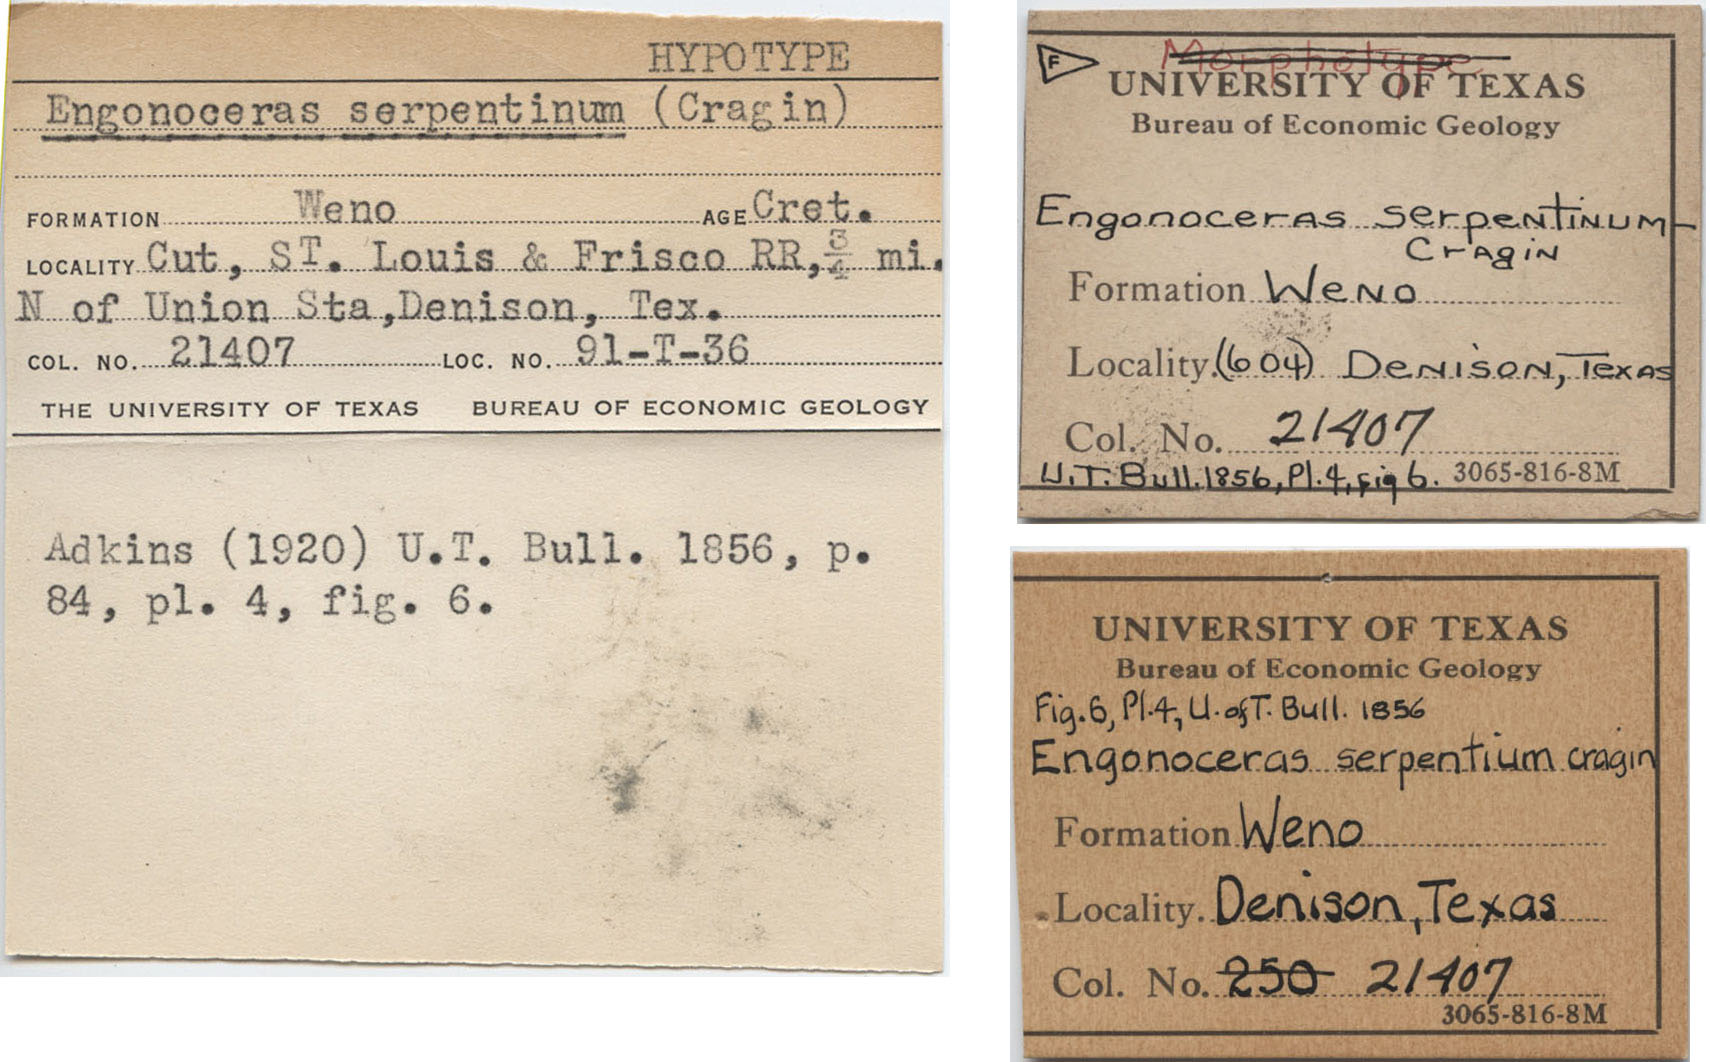 HYPOTYPE
Engonoceras serpentinum (Cragin)
FORMATION Weno AGE Cret.
LOCALITY Cut, ST. Louis & Frisco RR, 3/4 mi.
N of Union Sta, Denison, Tex.
COL. NO. 21407 LOC. NO. 91-T-36
THE UNIVERSITY OF TEXAS BUREAU OF ECONOMIC GEOLOGY
Adkins (1920) U.T. Bull. 1856, p.
84, pl. 4, fig. 6.
Morphotype
F
UNIVERSITY OF TEXAS
Bureau of Economic Geology
Engonoceras serpentinum-
Cragin
Formation Weno
Locality. (604) Denison, Texas
Col. No. 21407
U.T. Bull. 1856, Pl. 4, fig 6. 3065-816-8M
UNIVERSITY OF TEXAS
Bureau of Economic Geology
Fig. 6, Pl. 4, U. of T. Bull. 1856
Engonoceras serpentium cragin
Formation Weno
Locality. Denison, Texas
Col. No. 250 21407
3065-816-8M